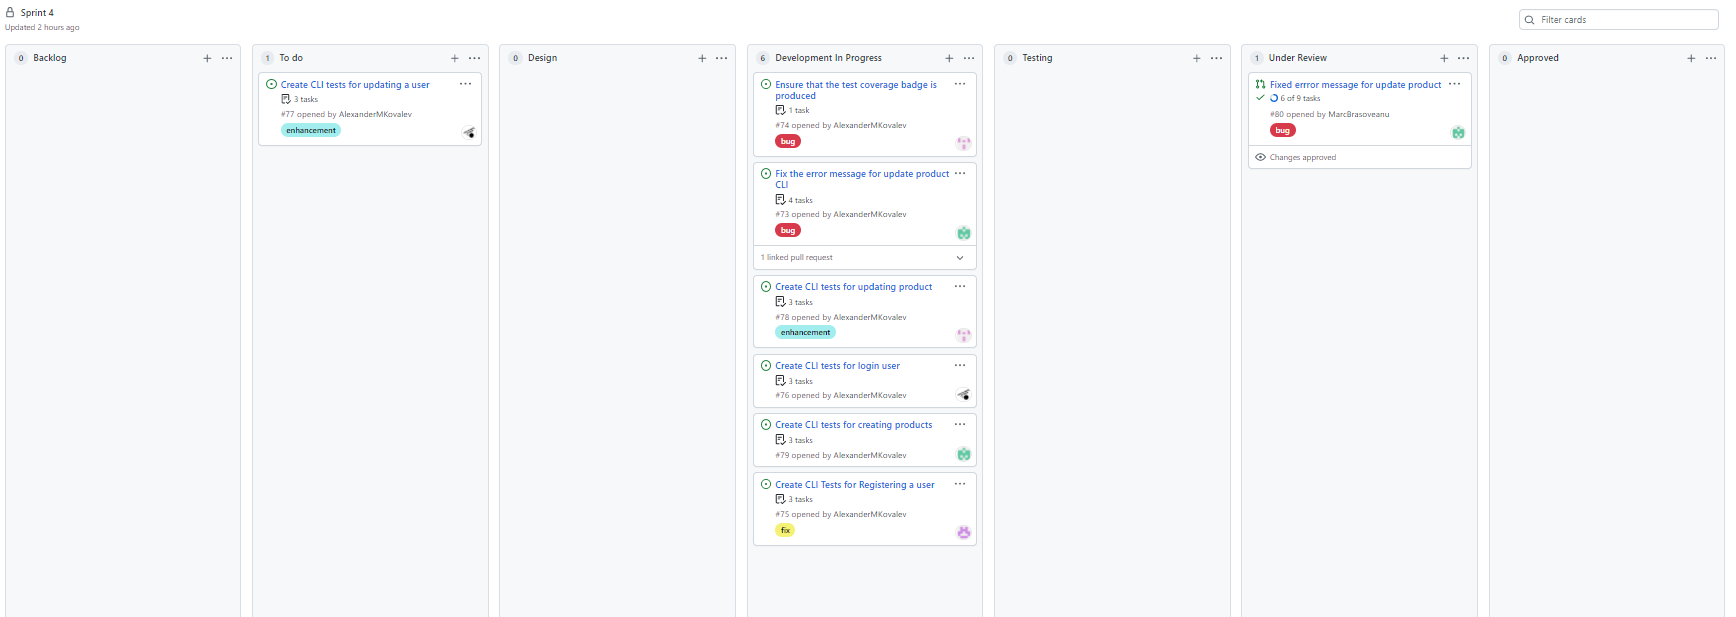 Sprint 4
Updated 2 hours ago
Filter cards
0 Backlog
1 To do
Create CLI tests for updating a user
3 tasks
#77 opened by AlexanderMKovalev
enhancement
0 Design
6 Development In Progress
Ensure that the test coverage badge is
produced
1 task
#74 opened by AlexanderMKovalev
bug
Fix the error message for update product
CLI
4 tasks
#73 opened by AlexanderMKovalev
bug
1 linked pull request
Create CLI tests for updating product
3 tasks
#78 opened by AlexanderMKovalev
enhancement
Create CLI tests for login user
3 tasks
#76 opened by AlexanderMKovalev
Create CLI tests for creating products
3 tasks
#79 opened by AlexanderMKovalev
Create CLI Tests for Registering a user
3 tasks
#75 opened by AlexanderMKovalev
fix
0 Testing
1 Under Review
Fixed errror message for update product
6 of 9 tasks
#80 opened by MarcBrasoveanu
bug
Changes approved
0 Approved